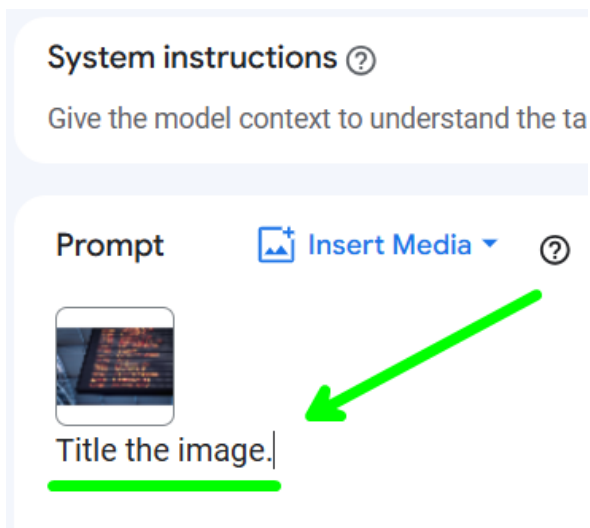 System instructions
Give the model context to understand the ta
Prompt
Insert Media
Title the image.